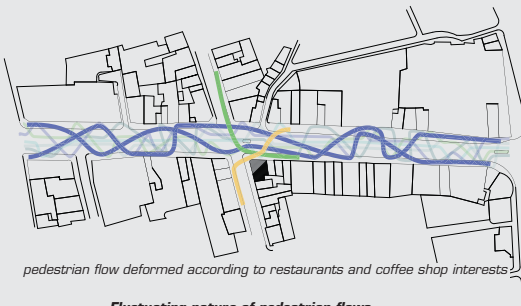 pedestrian flow deformed according to restaurants and coffee shop interests
Fluctuating nature of pedestrian flows